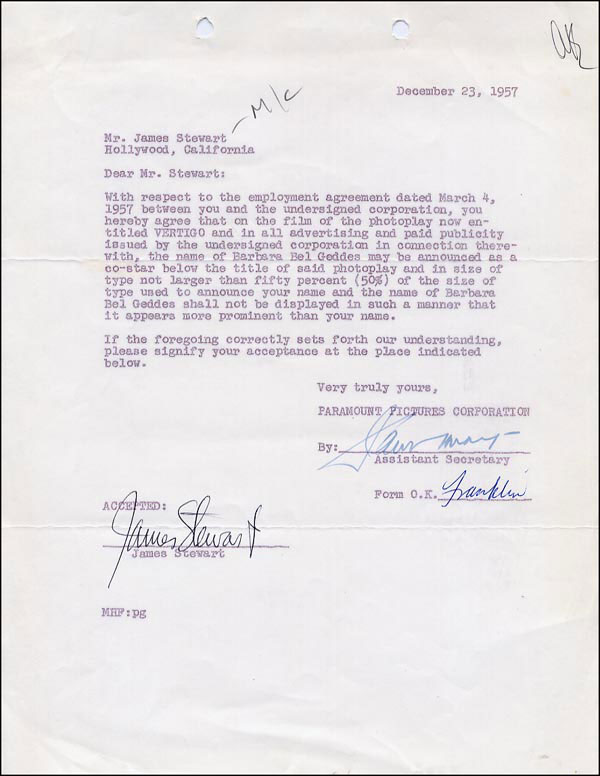 December 23, 1957
M/C
Mr. James Stewart
Hollywood, California
Dear Mr. Stewart:
With respect to the employment agreement dated March 4,
1957 between you and the undersigned corporation, you
hereby agree that on the film of the photoplay now en-
titled VERTIGO and in all advertising and paid publicity
issued by the undersigned corporation in connection there-
with, the name of Barbara Bel Geddes may be announced as a
co-star below the title of said photoplay and in size of
type not larger than fifty percent (50%) of the size of
type used to announce your name and the name of Barbara
Bel Geddes shall not be displayed in such a manner that
it appears more prominent than your name.
If the foregoing correctly sets forth our understanding,
please signify your acceptance at the place indicated
below.
Very truly yours,
PARAMOUNT PICTURES CORPORATION
By:
Assistant Secretary
Form O.K. Franklin
ACCEPTED:
James Stewart
James Stewart
MHF:pg